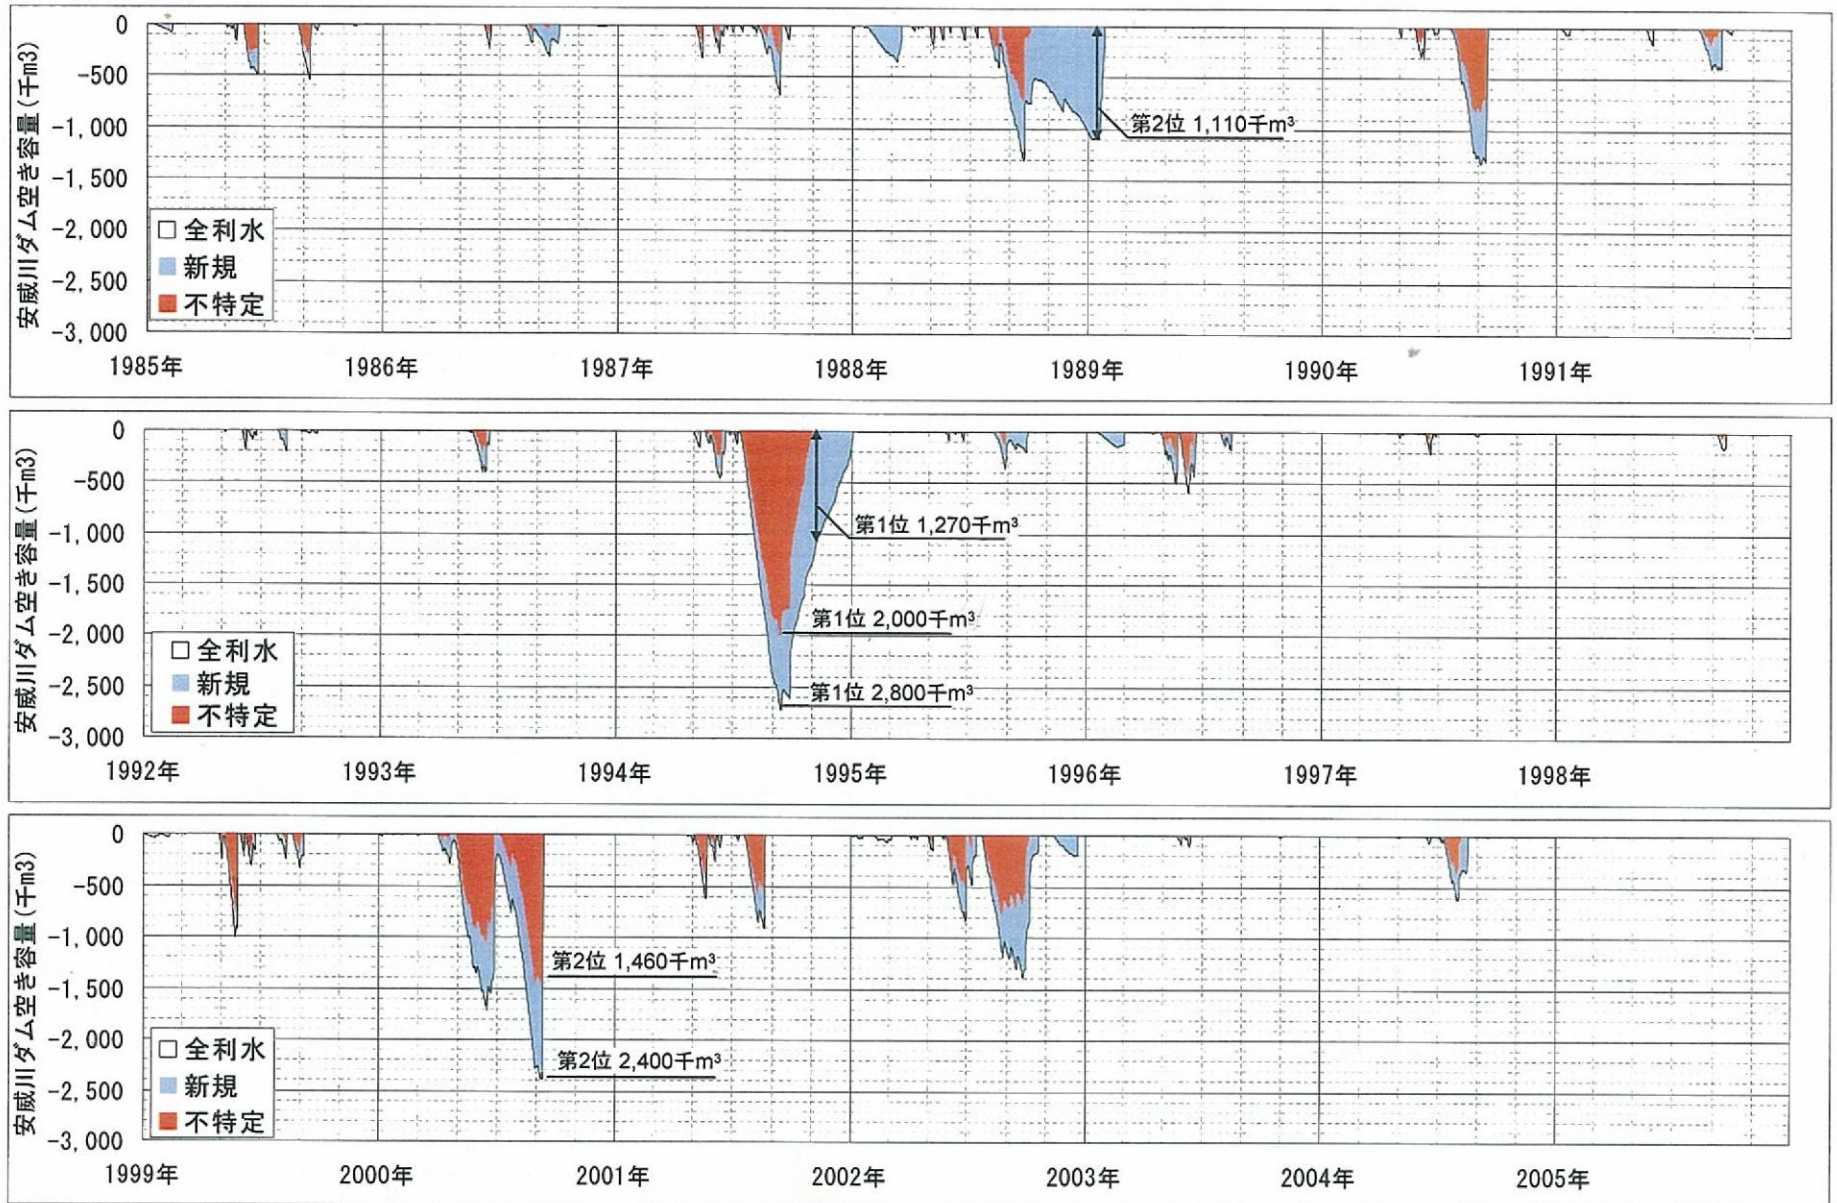 安威川ダム空き容量(千m3)
0
-500
-1,000
-1,500
-2,000
-2,500
-3,000
第2位 1,110千m³
全利水
新規
不特定
1985年 1986年 1987年 1988年 1989年 1990年 1991年
安威川ダム空き容量(千m3)
0
-500
-1,000
-1,500
-2,000
-2,500
-3,000
第1位 1,270千m³
第1位 2,000千m³
第1位 2,800千m³
全利水
新規
不特定
1992年 1993年 1994年 1995年 1996年 1997年 1998年
安威川ダム空き容量(千m3)
0
-500
-1,000
-1,500
-2,000
-2,500
-3,000
第2位 1,460千m³
第2位 2,400千m³
全利水
新規
不特定
1999年 2000年 2001年 2002年 2003年 2004年 2005年